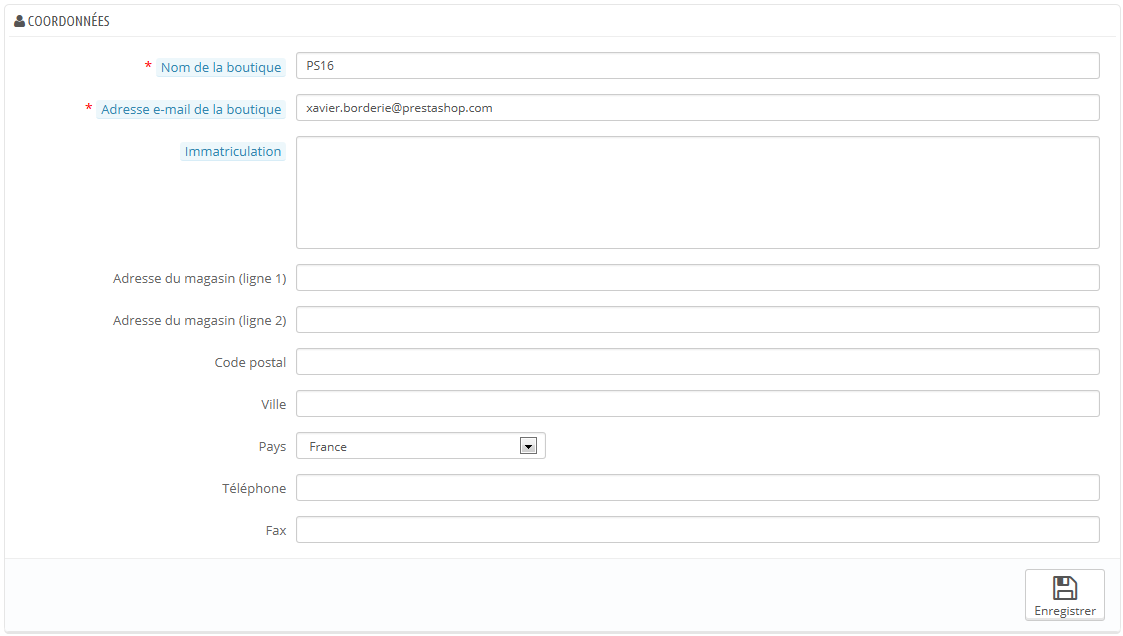 COORDONNÉES
* Nom de la boutique PS16
* Adresse e-mail de la boutique xavier.borderie@prestashop.com
Immatriculation
Adresse du magasin (ligne 1)
Adresse du magasin (ligne 2)
Code postal
Ville
Pays France
Téléphone
Fax
Enregistrer